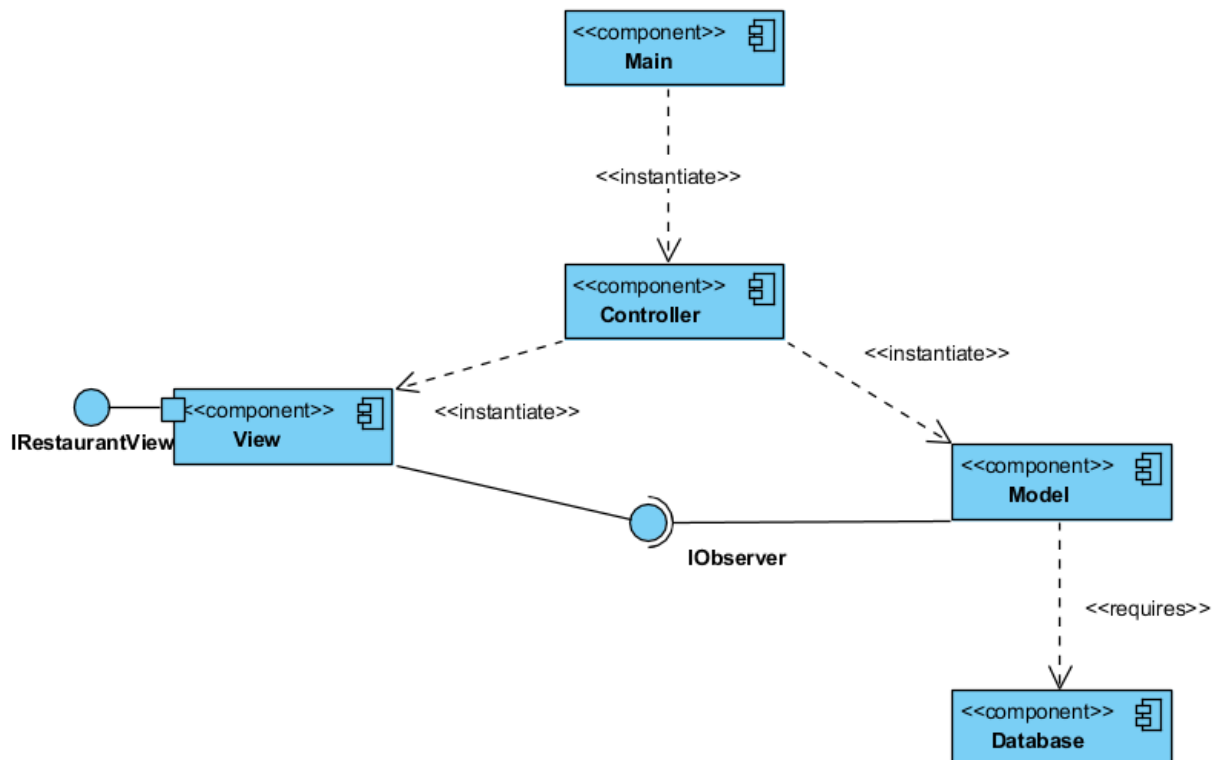 <<component>>
Main
<<instantiate>>
<<component>>
Controller
<<instantiate>>
<<component>>
View
<<instantiate>>
IRestaurantView
<<component>>
Model
IObserver
<<requires>>
<<component>>
Database